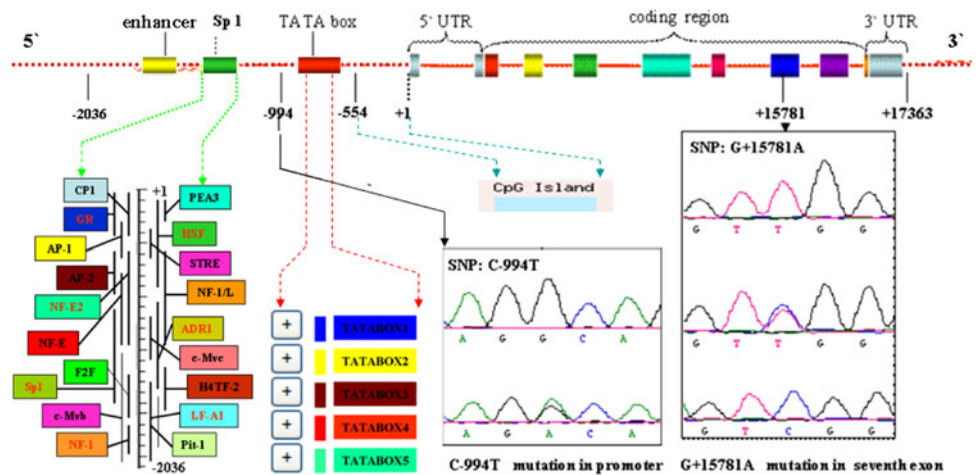 enhancer Sp 1 TATA box 5` UTR coding region 3` UTR
5` 3`
-2036 -994 -554 +1 +15781 +17363
CpG Island
+1
CP1 PEA3
GR HSF
AP-1 STRE
AP-2 NF-1/L
NF-E2 ADR1
NF-E c-Myc
F2F H4TF-2
Sp1 LF-A1
c-Myb Pit-1
NF-1
-2036
+ TATABOX1
+ TATABOX2
+ TATABOX3
+ TATABOX4
+ TATABOX5
SNP: C-994T
A G G C A
A G A C A
C-994T mutation in promoter
SNP: G+15781A
G T T G G
G T T G G
G T C G G
G+15781A mutation in seventh exon